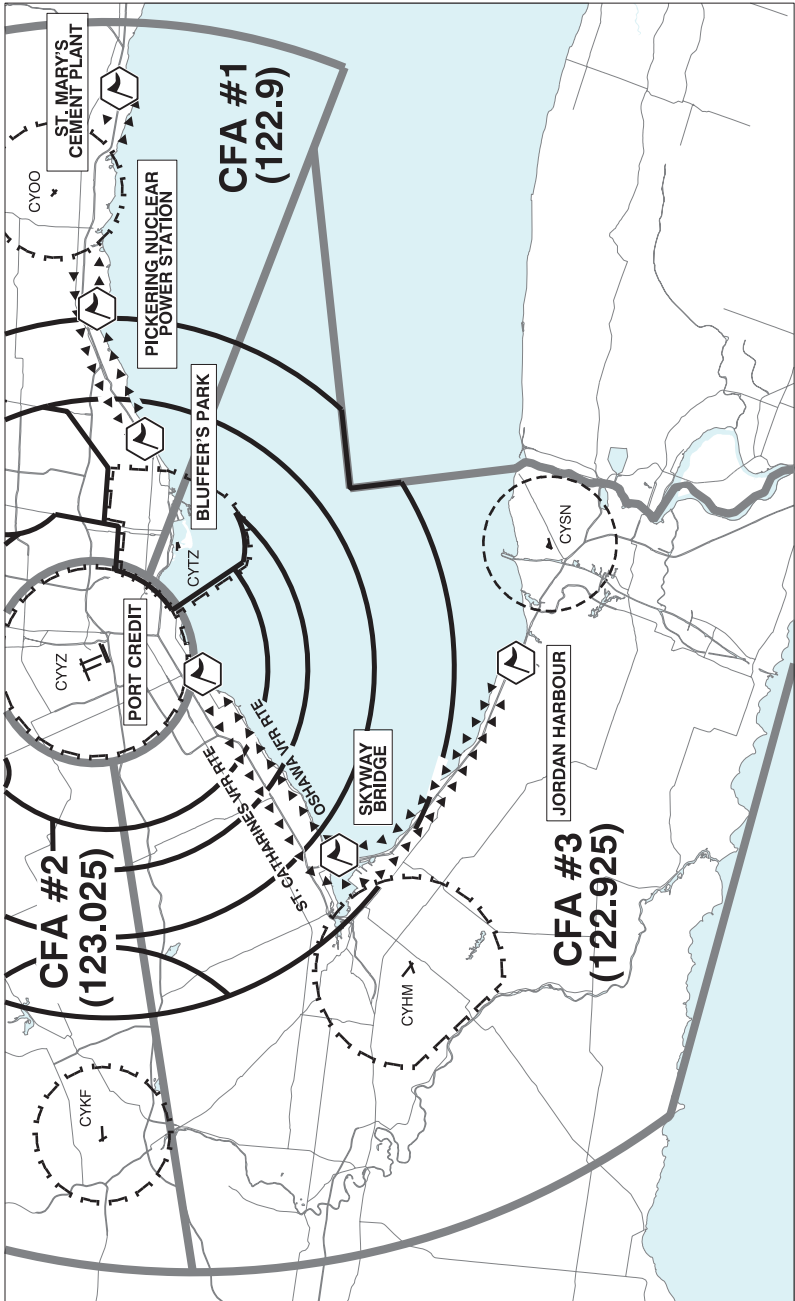 ST. MARY'S
CEMENT PLANT
CYOO
CFA #1
(122.9)
PICKERING NUCLEAR
POWER STATION
BLUFFER'S PARK
CYTZ
CYYZ
PORT CREDIT
CYSN
OSHAWA VFR RTE
ST. CATHARINES VFR RTE
SKYWAY
BRIDGE
JORDAN HARBOUR
CFA #2
(123.025)
CFA #3
(122.925)
CYHM
CYKF